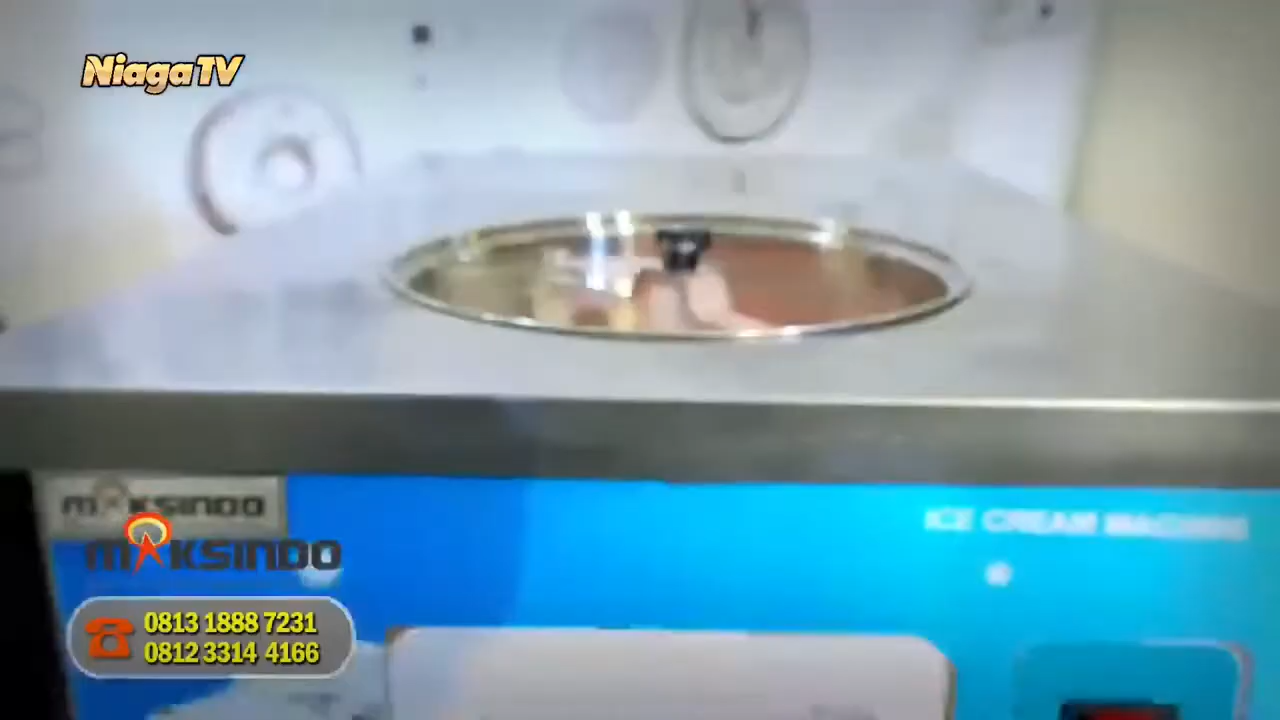 NiagaTV
MAKSINDO
ICE CREAM MACHINE
MAKSINDO
0813 1888 7231
0812 3314 4166